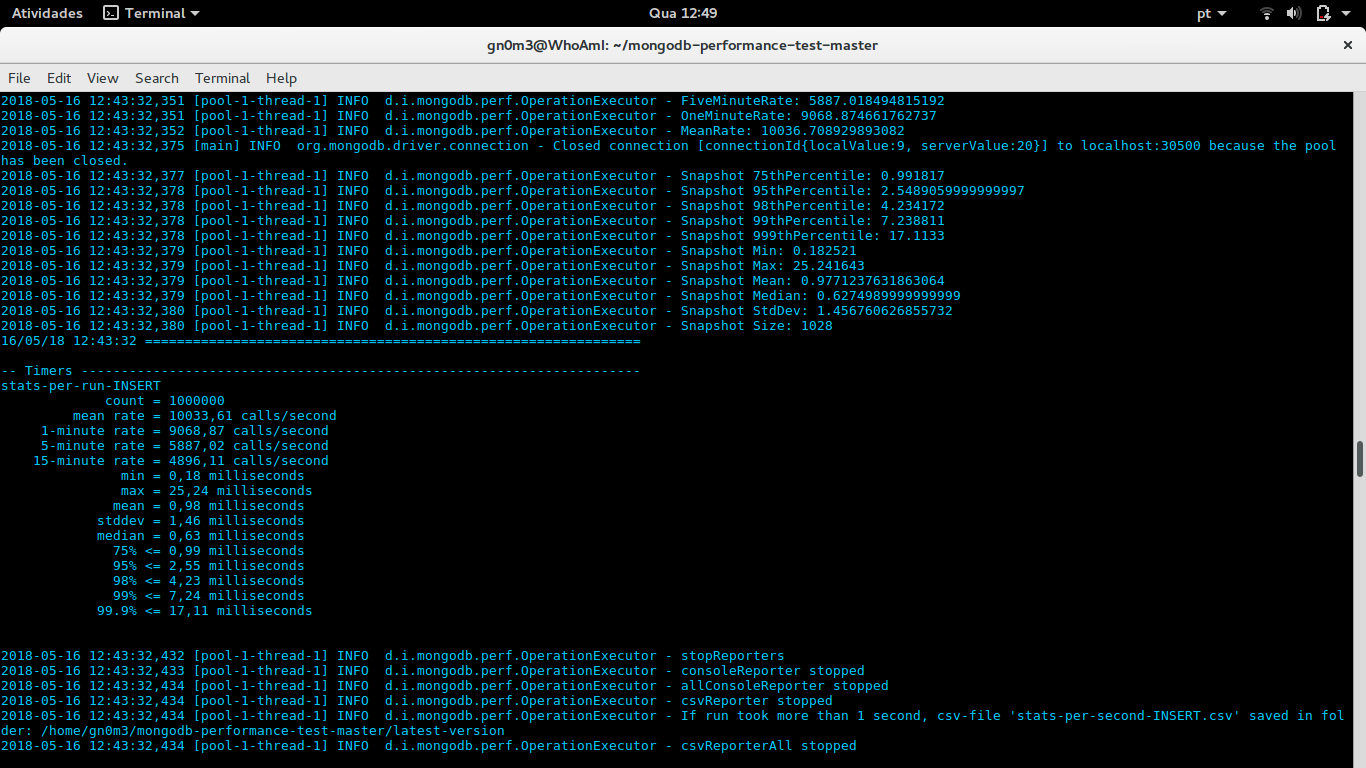 Atividades Terminal Qua 12:49 pt
gn0m3@WhoAmI: ~/mongodb-performance-test-master ×
File Edit View Search Terminal Help
2018-05-16 12:43:32,351 [pool-1-thread-1] INFO  d.i.mongodb.perf.OperationExecutor - FiveMinuteRate: 5887.018494815192
2018-05-16 12:43:32,351 [pool-1-thread-1] INFO  d.i.mongodb.perf.OperationExecutor - OneMinuteRate: 9068.874661762737
2018-05-16 12:43:32,352 [pool-1-thread-1] INFO  d.i.mongodb.perf.OperationExecutor - MeanRate: 10036.708929893082
2018-05-16 12:43:32,375 [main] INFO  org.mongodb.driver.connection - Closed connection [connectionId{localValue:9, serverValue:20}] to localhost:30500 because the pool
has been closed.
2018-05-16 12:43:32,377 [pool-1-thread-1] INFO  d.i.mongodb.perf.OperationExecutor - Snapshot 75thPercentile: 0.991817
2018-05-16 12:43:32,378 [pool-1-thread-1] INFO  d.i.mongodb.perf.OperationExecutor - Snapshot 95thPercentile: 2.5489059999999997
2018-05-16 12:43:32,378 [pool-1-thread-1] INFO  d.i.mongodb.perf.OperationExecutor - Snapshot 98thPercentile: 4.234172
2018-05-16 12:43:32,378 [pool-1-thread-1] INFO  d.i.mongodb.perf.OperationExecutor - Snapshot 99thPercentile: 7.238811
2018-05-16 12:43:32,378 [pool-1-thread-1] INFO  d.i.mongodb.perf.OperationExecutor - Snapshot 999thPercentile: 17.1133
2018-05-16 12:43:32,379 [pool-1-thread-1] INFO  d.i.mongodb.perf.OperationExecutor - Snapshot Min: 0.182521
2018-05-16 12:43:32,379 [pool-1-thread-1] INFO  d.i.mongodb.perf.OperationExecutor - Snapshot Max: 25.241643
2018-05-16 12:43:32,379 [pool-1-thread-1] INFO  d.i.mongodb.perf.OperationExecutor - Snapshot Mean: 0.9771237631863064
2018-05-16 12:43:32,379 [pool-1-thread-1] INFO  d.i.mongodb.perf.OperationExecutor - Snapshot Median: 0.6274989999999999
2018-05-16 12:43:32,380 [pool-1-thread-1] INFO  d.i.mongodb.perf.OperationExecutor - Snapshot StdDev: 1.456760626855732
2018-05-16 12:43:32,380 [pool-1-thread-1] INFO  d.i.mongodb.perf.OperationExecutor - Snapshot Size: 1028
16/05/18 12:43:32 ==============================================================

-- Timers ----------------------------------------------------------------------
stats-per-run-INSERT
             count = 1000000
         mean rate = 10033,61 calls/second
     1-minute rate = 9068,87 calls/second
     5-minute rate = 5887,02 calls/second
    15-minute rate = 4896,11 calls/second
               min = 0,18 milliseconds
               max = 25,24 milliseconds
              mean = 0,98 milliseconds
            stddev = 1,46 milliseconds
            median = 0,63 milliseconds
              75% <= 0,99 milliseconds
              95% <= 2,55 milliseconds
              98% <= 4,23 milliseconds
              99% <= 7,24 milliseconds
            99.9% <= 17,11 milliseconds

2018-05-16 12:43:32,432 [pool-1-thread-1] INFO  d.i.mongodb.perf.OperationExecutor - stopReporters
2018-05-16 12:43:32,433 [pool-1-thread-1] INFO  d.i.mongodb.perf.OperationExecutor - consoleReporter stopped
2018-05-16 12:43:32,434 [pool-1-thread-1] INFO  d.i.mongodb.perf.OperationExecutor - allConsoleReporter stopped
2018-05-16 12:43:32,434 [pool-1-thread-1] INFO  d.i.mongodb.perf.OperationExecutor - csvReporter stopped
2018-05-16 12:43:32,434 [pool-1-thread-1] INFO  d.i.mongodb.perf.OperationExecutor - If run took more than 1 second, csv-file 'stats-per-second-INSERT.csv' saved in fol
der: /home/gn0m3/mongodb-performance-test-master/latest-version
2018-05-16 12:43:32,434 [pool-1-thread-1] INFO  d.i.mongodb.perf.OperationExecutor - csvReporterAll stopped